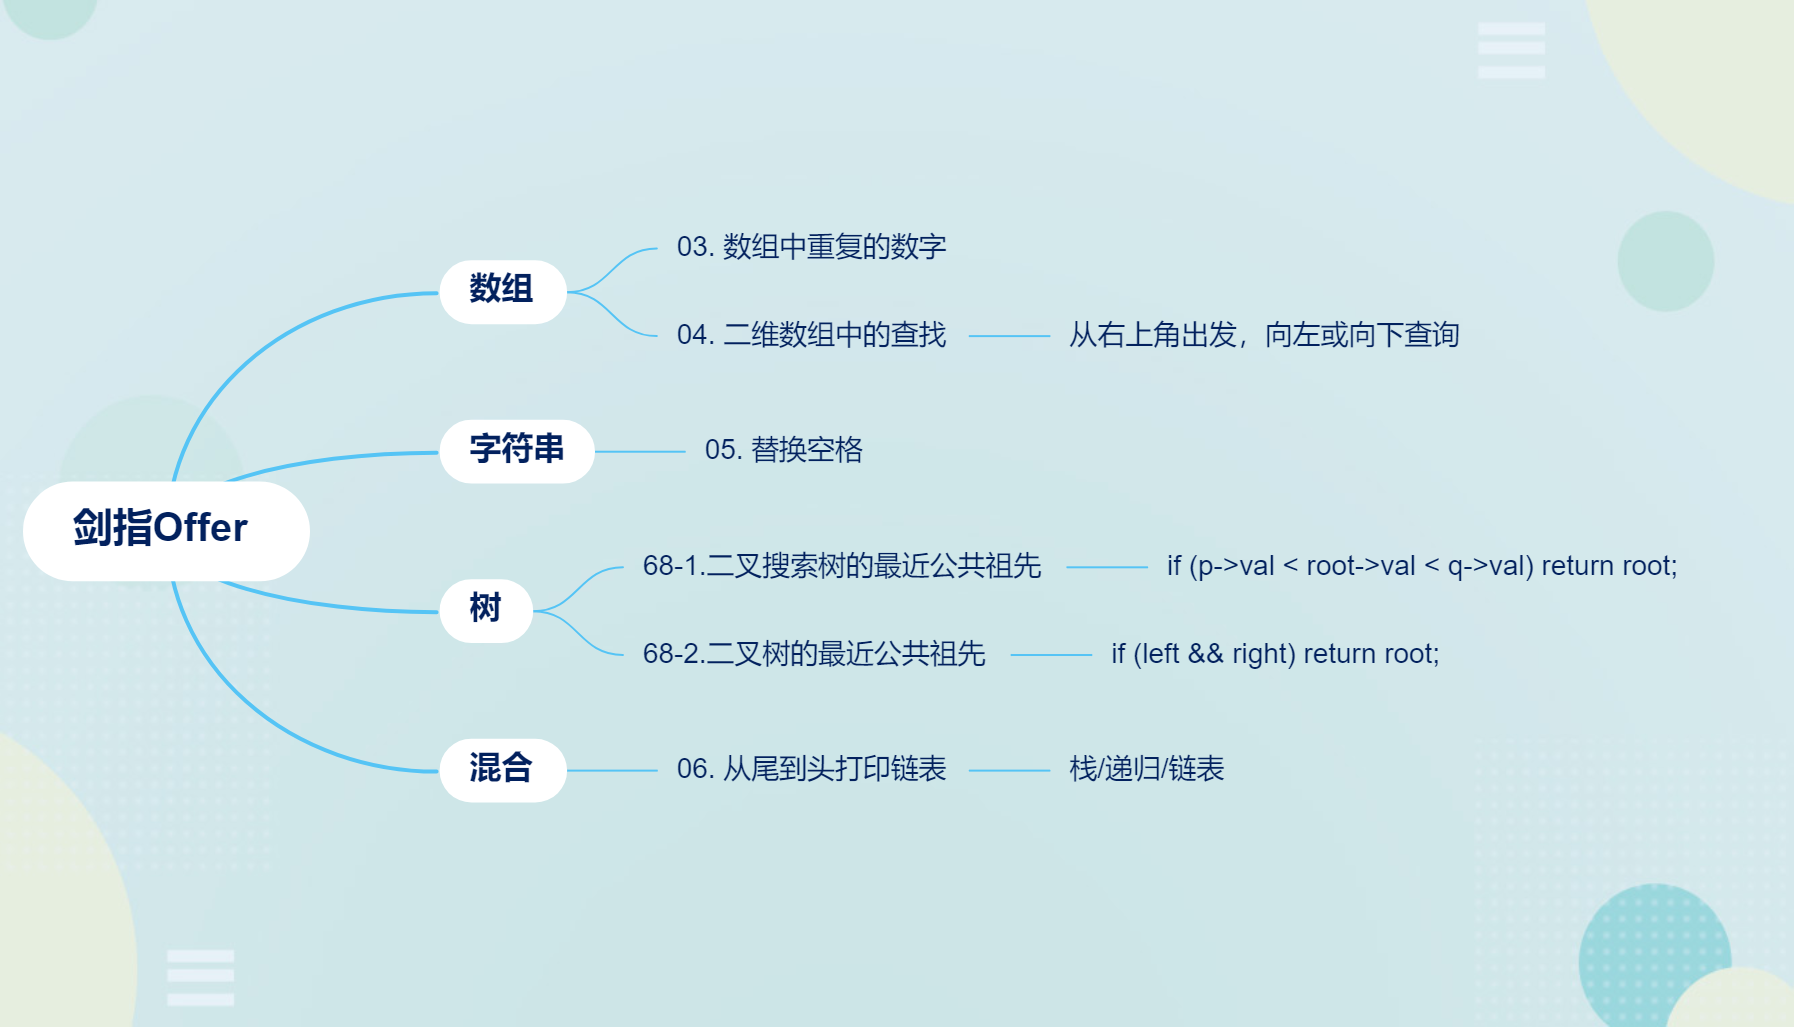 剑指Offer
数组
03. 数组中重复的数字
04. 二维数组中的查找
从右上角出发，向左或向下查询
字符串
05. 替换空格
树
68-1.二叉搜索树的最近公共祖先
if (p->val < root->val < q->val) return root;
68-2.二叉树的最近公共祖先
if (left && right) return root;
混合
06. 从尾到头打印链表
栈/递归/链表